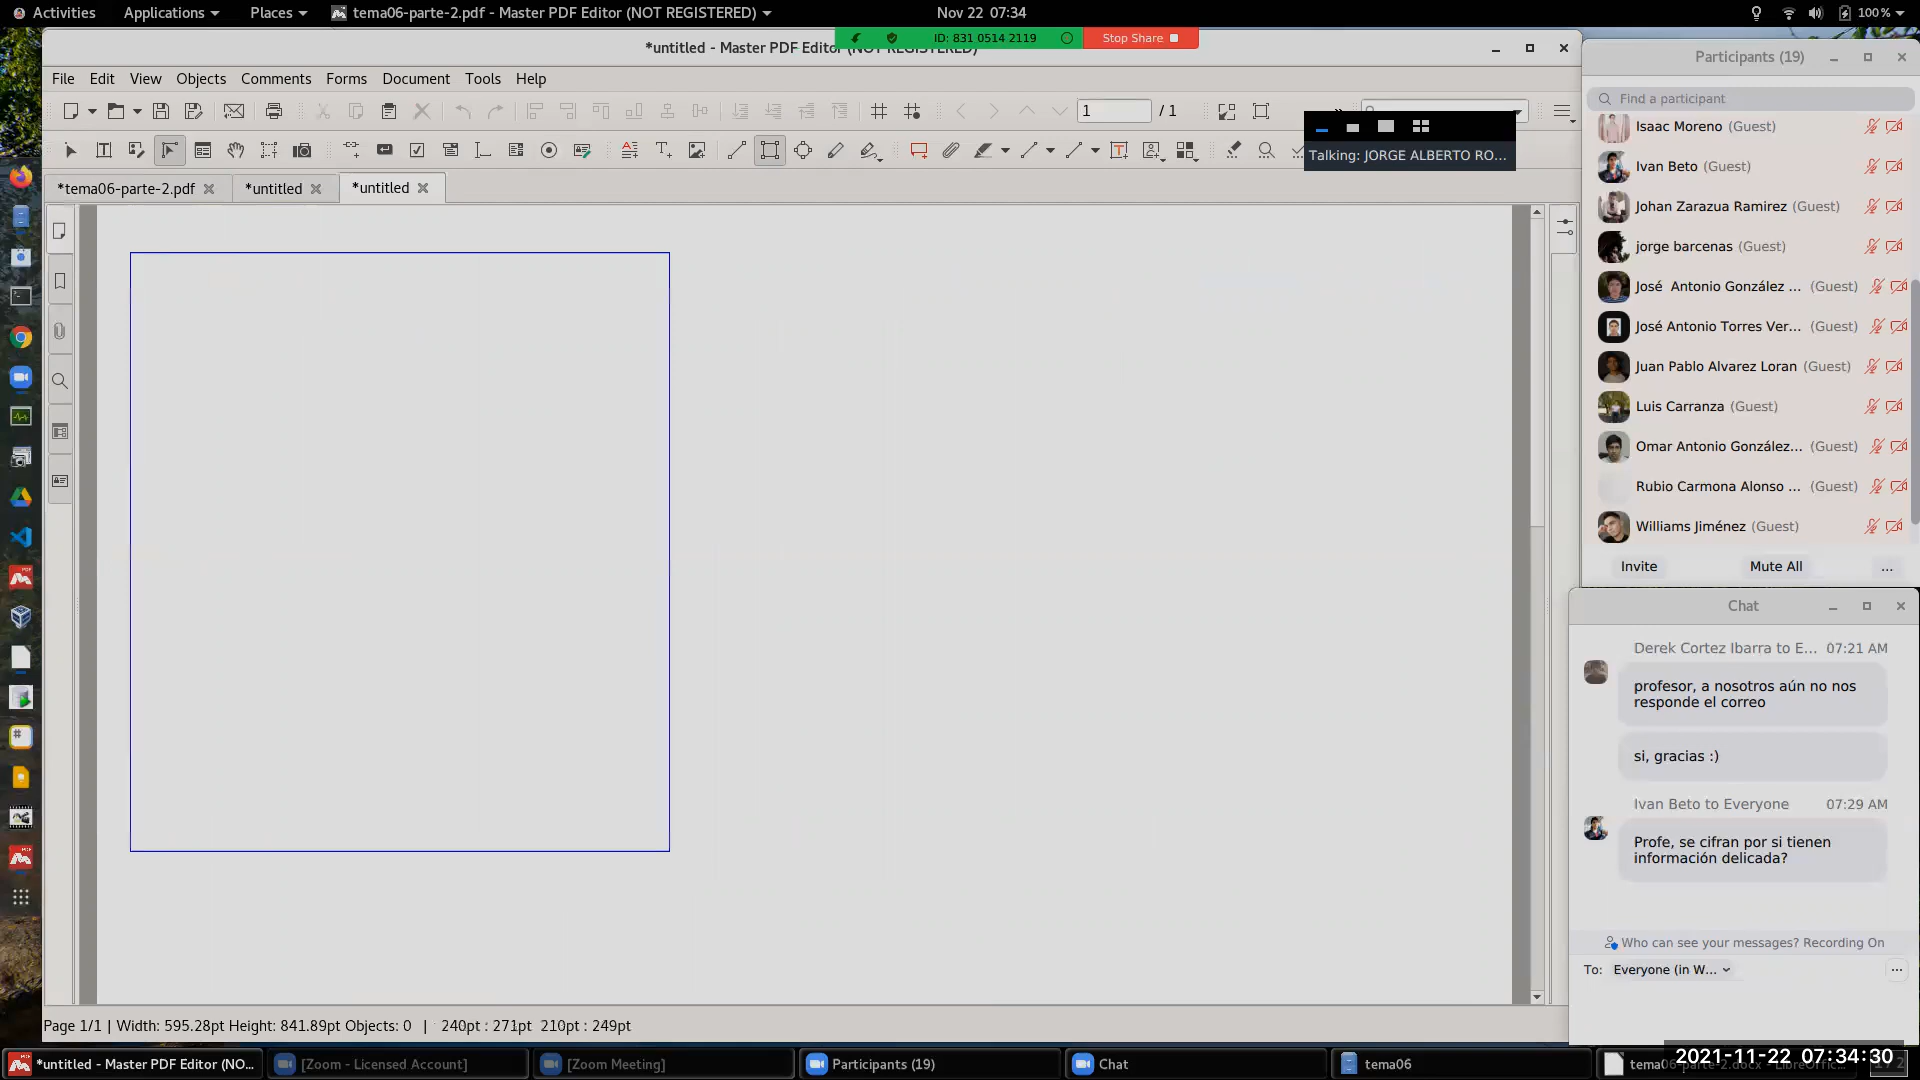 Activities Applications Places tema06-parte-2.pdf - Master PDF Editor (NOT REGISTERED) Nov 22 07:34 100%
*untitled - Master PDF Editor (NOT REGISTERED)
ID: 831 0514 2119 Stop Share
File Edit View Objects Comments Forms Document Tools Help
1 / 1
Talking: JORGE ALBERTO RO...
*tema06-parte-2.pdf *untitled *untitled
Participants (19)
Find a participant
Isaac Moreno (Guest)
Ivan Beto (Guest)
Johan Zarazua Ramirez (Guest)
jorge barcenas (Guest)
José Antonio González ... (Guest)
José Antonio Torres Ver... (Guest)
Juan Pablo Alvarez Loran (Guest)
Luis Carranza (Guest)
Omar Antonio González... (Guest)
Rubio Carmona Alonso ... (Guest)
Williams Jiménez (Guest)
Invite Mute All ...
Chat
Derek Cortez Ibarra to E... 07:21 AM
profesor, a nosotros aún no nos
responde el correo
si, gracias :)
Ivan Beto to Everyone 07:29 AM
Profe, se cifran por si tienen
información delicada?
Who can see your messages? Recording On
To: Everyone (in W...
Page 1/1 | Width: 595.28pt Height: 841.89pt Objects: 0 | 240pt : 271pt 210pt : 249pt
*untitled - Master PDF Editor (NO... [Zoom - Licensed Account] [Zoom Meeting] Participants (19) Chat tema06 tema06-parte-2.docx - LibreOffic...
2021-11-22 07:34:30